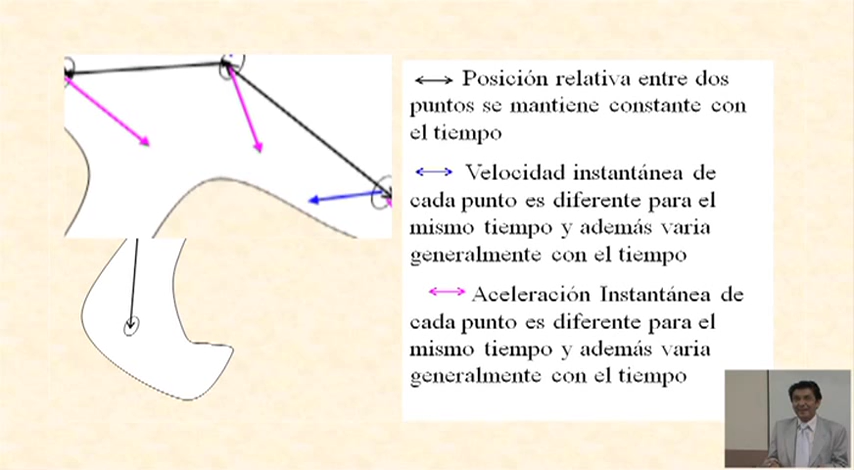 Posición relativa entre dos
puntos se mantiene constante con
el tiempo
Velocidad instantánea de
cada punto es diferente para el
mismo tiempo y además varia
generalmente con el tiempo
Aceleración Instantánea de
cada punto es diferente para el
mismo tiempo y además varia
generalmente con el tiempo